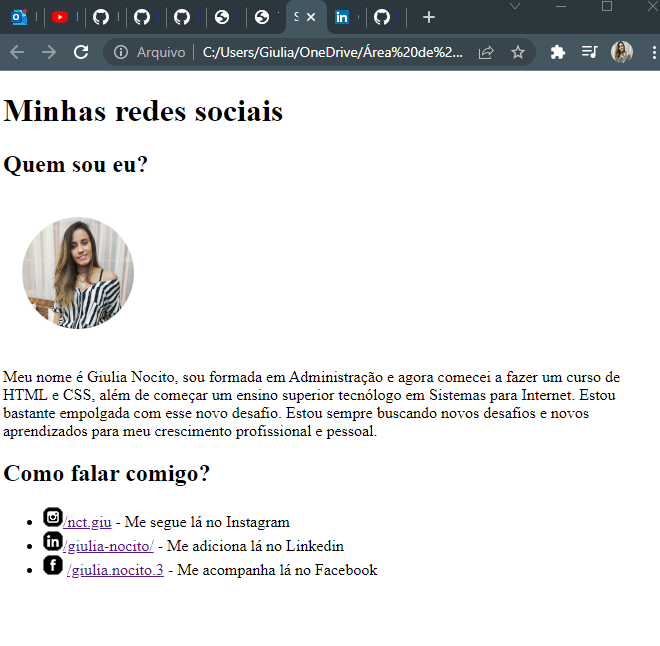 S
Arquivo
C:/Users/Giulia/OneDrive/Área%20de%2...
Minhas redes sociais
Quem sou eu?
Meu nome é Giulia Nocito, sou formada em Administração e agora comecei a fazer um curso de
HTML e CSS, além de começar um ensino superior tecnólogo em Sistemas para Internet. Estou
bastante empolgada com esse novo desafio. Estou sempre buscando novos desafios e novos
aprendizados para meu crescimento profissional e pessoal.
Como falar comigo?
/nct.giu - Me segue lá no Instagram
/giulia-nocito/ - Me adiciona lá no Linkedin
/giulia.nocito.3 - Me acompanha lá no Facebook